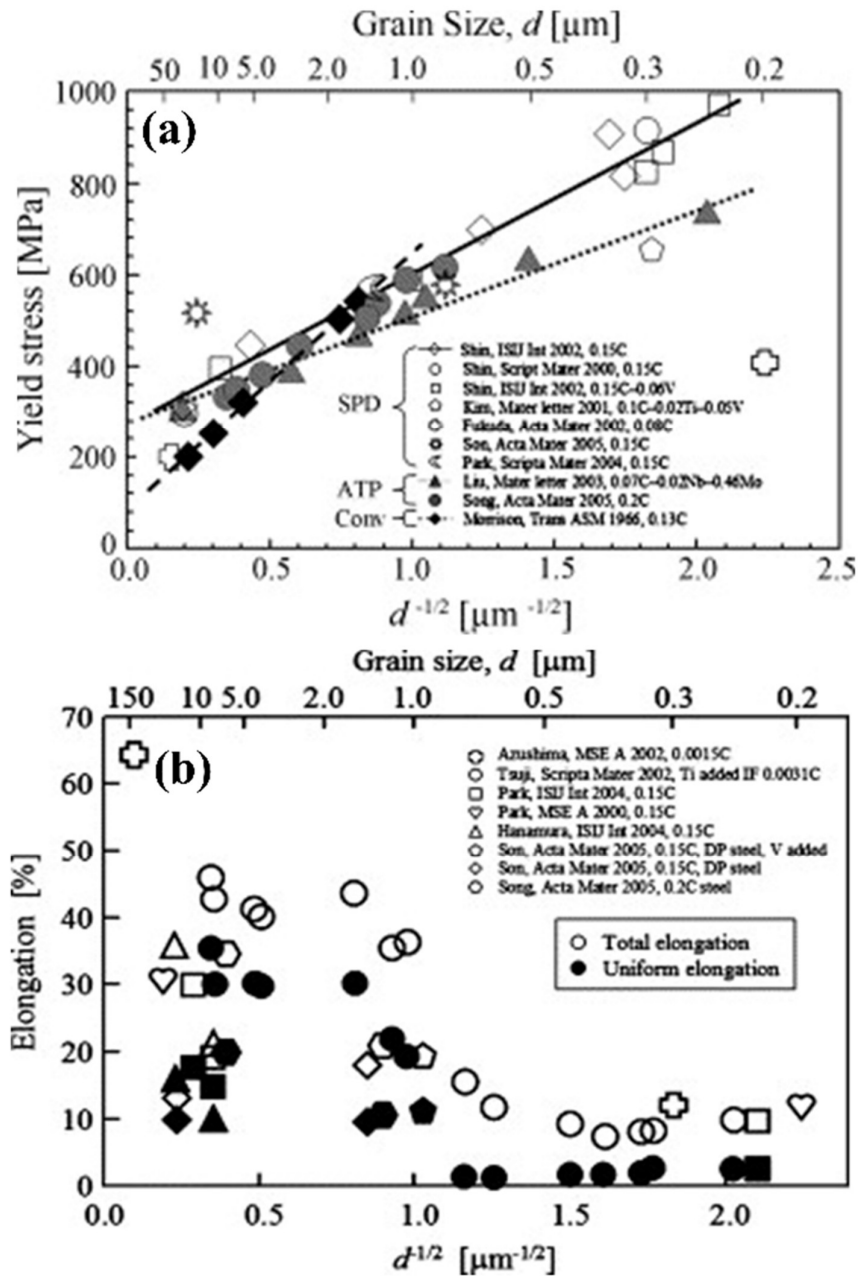 Grain Size, d [μm]
50 10 5.0 2.0 1.0 0.5 0.3 0.2
1000
(a)
800
600
400
200
0
Yield stress [MPa]
SPD
Shin, ISIJ Int 2002, 0.15C
Shin, Script Mater 2000, 0.15C
Shin, ISIJ Int 2002, 0.15C-0.06V
Kim, Mater letter 2001, 0.1C-0.02Ti-0.05V
Fukuda, Acta Mater 2002, 0.08C
Son, Acta Mater 2005, 0.15C
Park, Scripta Mater 2004, 0.15C
ATP
Liu, Mater letter 2003, 0.07C-0.02Nb-0.46Mo
Song, Acta Mater 2005, 0.2C
Conv
Morrison, Trans ASM 1966, 0.13C
0.0 0.5 1.0 1.5 2.0 2.5
d -1/2 [μm -1/2]
Grain size, d [μm]
150 10 5.0 2.0 1.0 0.5 0.3 0.2
70
(b)
60
50
40
30
20
10
0
Elongation [%]
Azushima, MSE A 2002, 0.0015C
Tsuji, Scripta Mater 2002, Ti added IF 0.0031C
Park, ISIJ Int 2004, 0.15C
Park, MSE A 2000, 0.15C
Hanamura, ISIJ Int 2004, 0.15C
Son, Acta Mater 2005, 0.15C, DP steel, V added
Son, Acta Mater 2005, 0.15C, DP steel
Song, Acta Mater 2005, 0.2C steel
Total elongation
Uniform elongation
0.0 0.5 1.0 1.5 2.0
d-1/2 [μm-1/2]